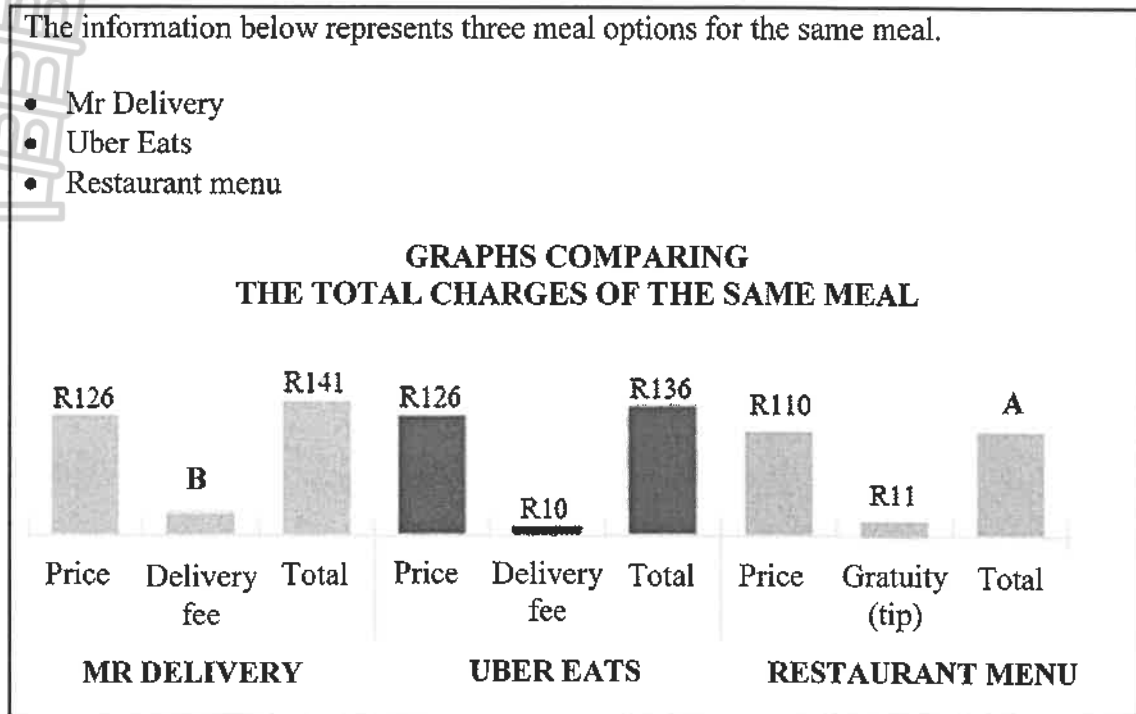 The information below represents three meal options for the same meal.
• Mr Delivery
• Uber Eats
• Restaurant menu
GRAPHS COMPARING
THE TOTAL CHARGES OF THE SAME MEAL
R126
B
R141
R126
R10
R136
R110
R11
A
Price Delivery fee Total Price Delivery fee Total Price Gratuity (tip) Total
MR DELIVERY UBER EATS RESTAURANT MENU